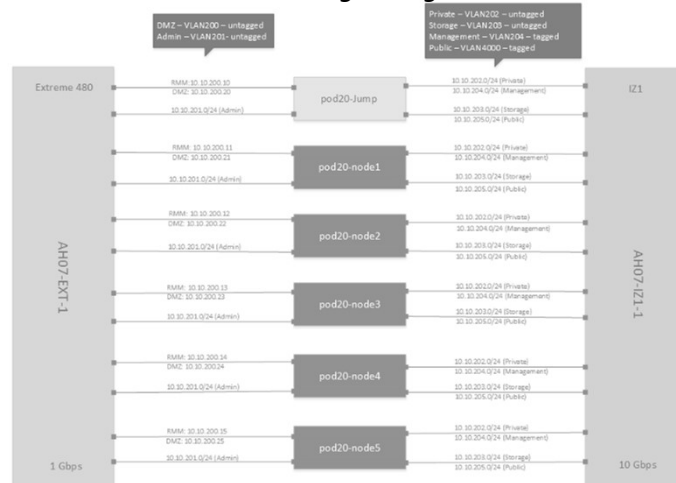 DMZ – VLAN200 – untagged
Admin – VLAN201- untagged
Private – VLAN202 – untagged
Storage – VLAN203 – untagged
Management – VLAN204 – tagged
Public – VLAN4000 – tagged
Extreme 480
IZ1
RMM: 10.10.200.10
DMZ: 10.10.200.20
10.10.201.0/24 (Admin)
pod20-Jump
10.10.202.0/24 (Private)
10.10.204.0/24 (Management)
10.10.203.0/24 (Storage)
10.10.205.0/24 (Public)
RMM: 10.10.200.11
DMZ: 10.10.200.21
10.10.201.0/24 (Admin)
pod20-node1
10.10.202.0/24 (Private)
10.10.204.0/24 (Management)
10.10.203.0/24 (Storage)
10.10.205.0/24 (Public)
RMM: 10.10.200.12
DMZ: 10.10.200.22
10.10.201.0/24 (Admin)
pod20-node2
10.10.202.0/24 (Private)
10.10.204.0/24 (Management)
10.10.203.0/24 (Storage)
10.10.205.0/24 (Public)
AH07-EXT-1
AH07-IZ1-1
RMM: 10.10.200.13
DMZ: 10.10.200.23
10.10.201.0/24 (Admin)
pod20-node3
10.10.202.0/24 (Private)
10.10.204.0/24 (Management)
10.10.203.0/24 (Storage)
10.10.205.0/24 (Public)
RMM: 10.10.200.14
DMZ: 10.10.200.24
10.10.201.0/24 (Admin)
pod20-node4
10.10.202.0/24 (Private)
10.10.204.0/24 (Management)
10.10.203.0/24 (Storage)
10.10.205.0/24 (Public)
RMM: 10.10.200.15
DMZ: 10.10.200.25
10.10.201.0/24 (Admin)
pod20-node5
10.10.202.0/24 (Private)
10.10.204.0/24 (Management)
10.10.203.0/24 (Storage)
10.10.205.0/24 (Public)
1 Gbps
10 Gbps